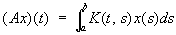 (Ax)(t) = ∫_a^b K(t, s)x(s)ds